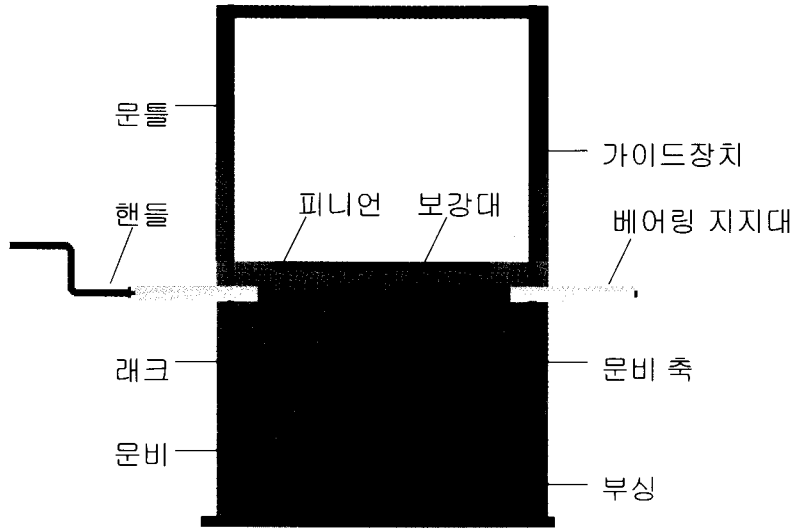 문틀
가이드장치
핸들
피니언
보강대
베어링 지지대
래크
문비 축
문비
부싱